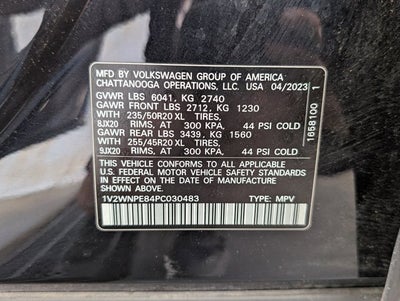 MFD BY VOLKSWAGEN GROUP OF AMERICA
CHATTANOOGA OPERATIONS, LLC. USA 04/2023
GVWR LBS 6041, KG 2740
GAWR FRONT LBS 2712, KG 1230
WITH 235/50R20 XL TIRES,
8JX20 RIMS, AT 300 KPA, 44 PSI COLD
GAWR REAR LBS 3439, KG 1560
WITH 255/45R20 XL TIRES,
9JX20 RIMS, AT 300 KPA, 44 PSI COLD
THIS VEHICLE CONFORMS TO ALL APPLICABLE
U.S. FEDERAL MOTOR VEHICLE SAFETY STANDARDS
IN EFFECT ON THE DATE OF MANUFACTURE
SHOWN ABOVE.
1V2WNPE84PC030483 TYPE: MPV
1658100 1